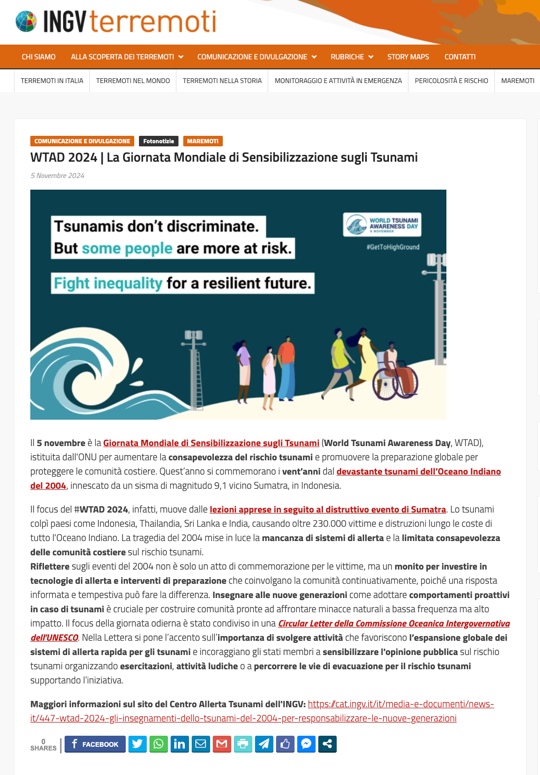 INGVterremoti
CHI SIAMO ALLA SCOPERTA DEI TERREMOTI COMUNICAZIONE E DIVULGAZIONE RUBRICHE STORY MAPS CONTATTI
TERREMOTI IN ITALIA TERREMOTI NEL MONDO TERREMOTI NELLA STORIA MONITORAGGIO E ATTIVITÀ IN EMERGENZA PERICOLOSITÀ E RISCHIO MAREMOTI
COMUNICAZIONE E DIVULGAZIONE Fotonotizie MAREMOTI
WTAD 2024 | La Giornata Mondiale di Sensibilizzazione sugli Tsunami
5 Novembre 2024
Tsunamis don't discriminate.
But some people are more at risk.
Fight inequality for a resilient future.
WORLD TSUNAMI
AWARENESS DAY
5 NOVEMBER
#GetToHighGround
Il 5 novembre è la Giornata Mondiale di Sensibilizzazione sugli Tsunami (World Tsunami Awareness Day, WTAD),
istituita dall'ONU per aumentare la consapevolezza del rischio tsunami e promuovere la preparazione globale per
proteggere le comunità costiere. Quest'anno si commemorano i vent'anni dal devastante tsunami dell'Oceano Indiano
del 2004, innescato da un sisma di magnitudo 9,1 vicino Sumatra, in Indonesia.
Il focus del #WTAD 2024, infatti, muove dalle lezioni apprese in seguito al distruttivo evento di Sumatra. Lo tsunami
colpì paesi come Indonesia, Thailandia, Sri Lanka e India, causando oltre 230.000 vittime e distruzioni lungo le coste di
tutto l'Oceano Indiano. La tragedia del 2004 mise in luce la mancanza di sistemi di allerta e la limitata consapevolezza
delle comunità costiere sul rischio tsunami.
Riflettere sugli eventi del 2004 non è solo un atto di commemorazione per le vittime, ma un monito per investire in
tecnologie di allerta e interventi di preparazione che coinvolgano la comunità continuativamente, poiché una risposta
informata e tempestiva può fare la differenza. Insegnare alle nuove generazioni come adottare comportamenti proattivi
in caso di tsunami è cruciale per costruire comunità pronte ad affrontare minacce naturali a bassa frequenza ma alto
impatto. Il focus della giornata odierna è stato condiviso in una Circular Letter della Commissione Oceanica Intergovernativa
dell'UNESCO. Nella Lettera si pone l'accento sull'importanza di svolgere attività che favoriscono l'espansione globale dei
sistemi di allerta rapida per gli tsunami e incoraggiano gli stati membri a sensibilizzare l'opinione pubblica sul rischio
tsunami organizzando esercitazioni, attività ludiche o a percorrere le vie di evacuazione per il rischio tsunami
supportando l'iniziativa.
Maggiori informazioni sul sito del Centro Allerta Tsunami dell'INGV: https://cat.ingv.it/it/media-e-documenti/news-
it/447-wtad-2024-gli-insegnamenti-dello-tsunami-del-2004-per-responsabilizzare-le-nuove-generazioni
0
SHARES
FACEBOOK